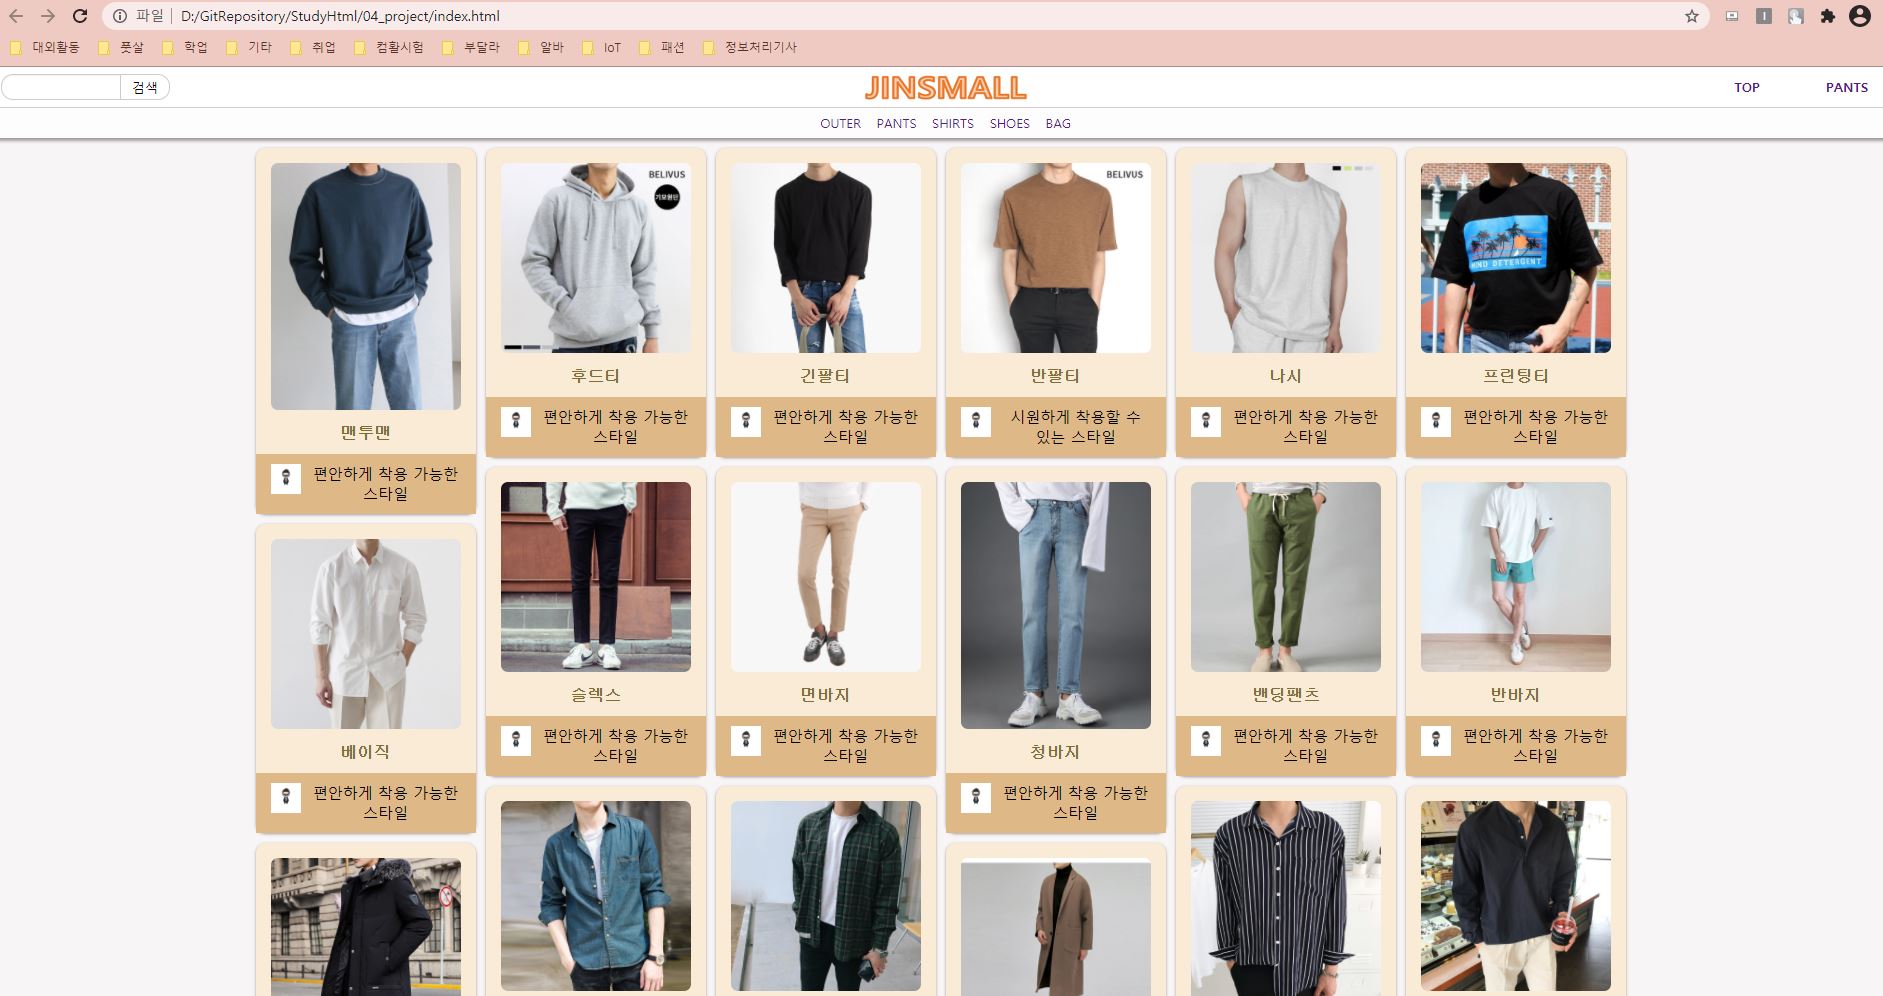 파일 D:/GitRepository/StudyHtml/04_project/index.html
대외활동 풋살 학업 기타 취업 컴활시험 부달라 알바 IoT 패션 정보처리기사
검색 JINSMALL TOP PANTS
OUTER PANTS SHIRTS SHOES BAG
BELIVUS
기모원단
BELIVUS
MIND DETERGENT
맨투맨
편안하게 착용 가능한
스타일
후드티
편안하게 착용 가능한
스타일
긴팔티
편안하게 착용 가능한
스타일
반팔티
시원하게 착용할 수
있는 스타일
나시
편안하게 착용 가능한
스타일
프린팅티
편안하게 착용 가능한
스타일
베이직
편안하게 착용 가능한
스타일
슬렉스
편안하게 착용 가능한
스타일
면바지
편안하게 착용 가능한
스타일
청바지
편안하게 착용 가능한
스타일
밴딩팬츠
편안하게 착용 가능한
스타일
반바지
편안하게 착용 가능한
스타일